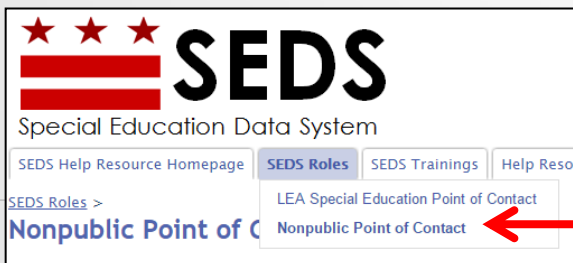 SEDS
Special Education Data System
SEDS Help Resource Homepage SEDS Roles SEDS Trainings Help Reso
LEA Special Education Point of Contact
SEDS Roles >
Nonpublic Point of C
Nonpublic Point of Contact